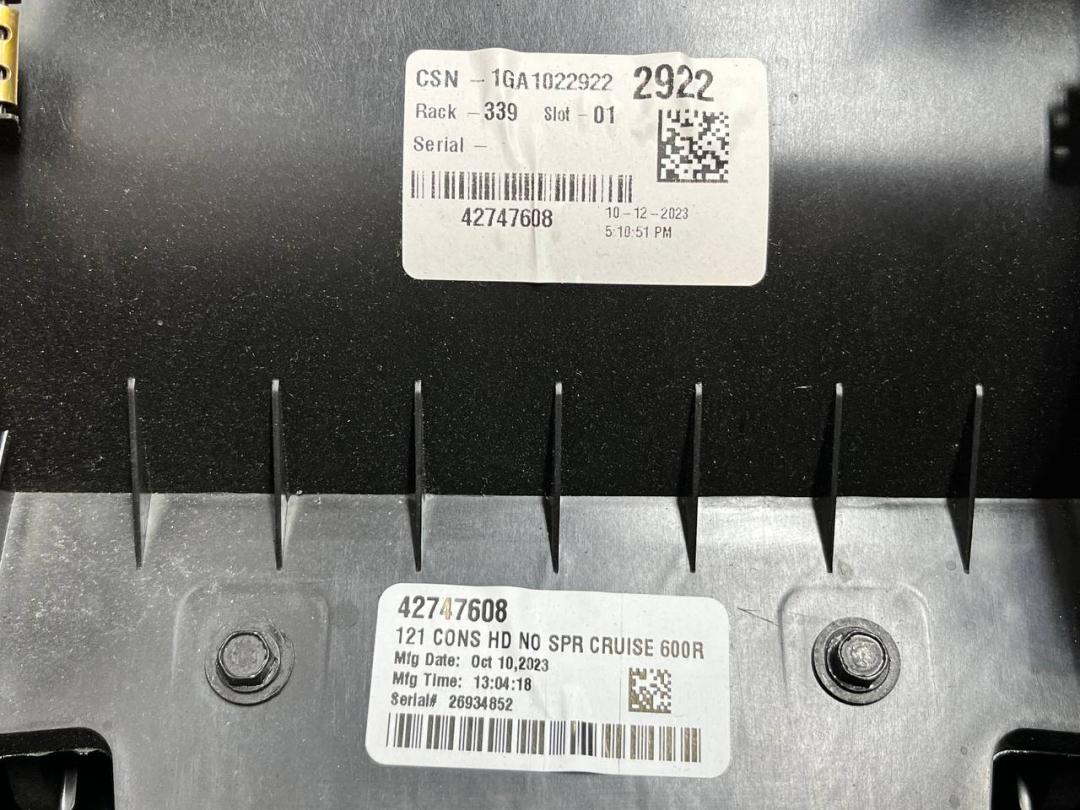 CSN - 1GA1022922 2922
Rack - 339 Slot - 01
Serial -
42747608 10-12-2023
5:10:51 PM
42747608
121 CONS HD NO SPR CRUISE 600R
Mfg Date: Oct 10,2023
Mfg Time: 13:04:18
Serial# 26934852